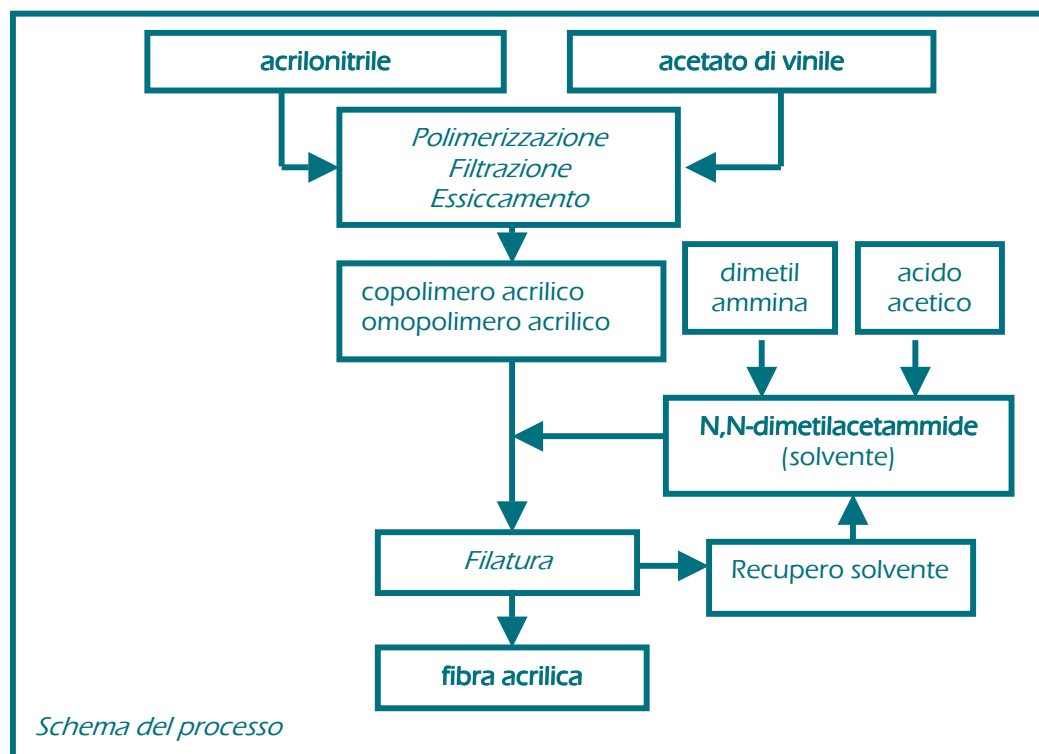 acrilonitrile
acetato di vinile
Polimerizzazione
Filtrazione
Essiccamento
copolimero acrilico
omopolimero acrilico
dimetil
ammina
acido
acetico
N,N-dimetilacetammide
(solvente)
Filatura
Recupero solvente
fibra acrilica
Schema del processo